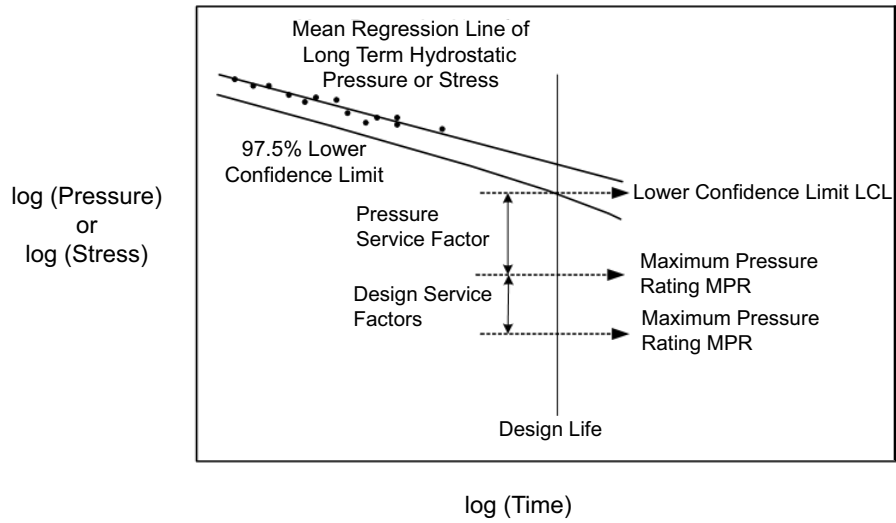 Mean Regression Line of
Long Term Hydrostatic
Pressure or Stress
97.5% Lower
Confidence Limit
log (Pressure)
or
log (Stress)
Lower Confidence Limit LCL
Pressure
Service Factor
Maximum Pressure
Rating MPR
Design Service
Factors
Maximum Pressure
Rating MPR
Design Life
log (Time)